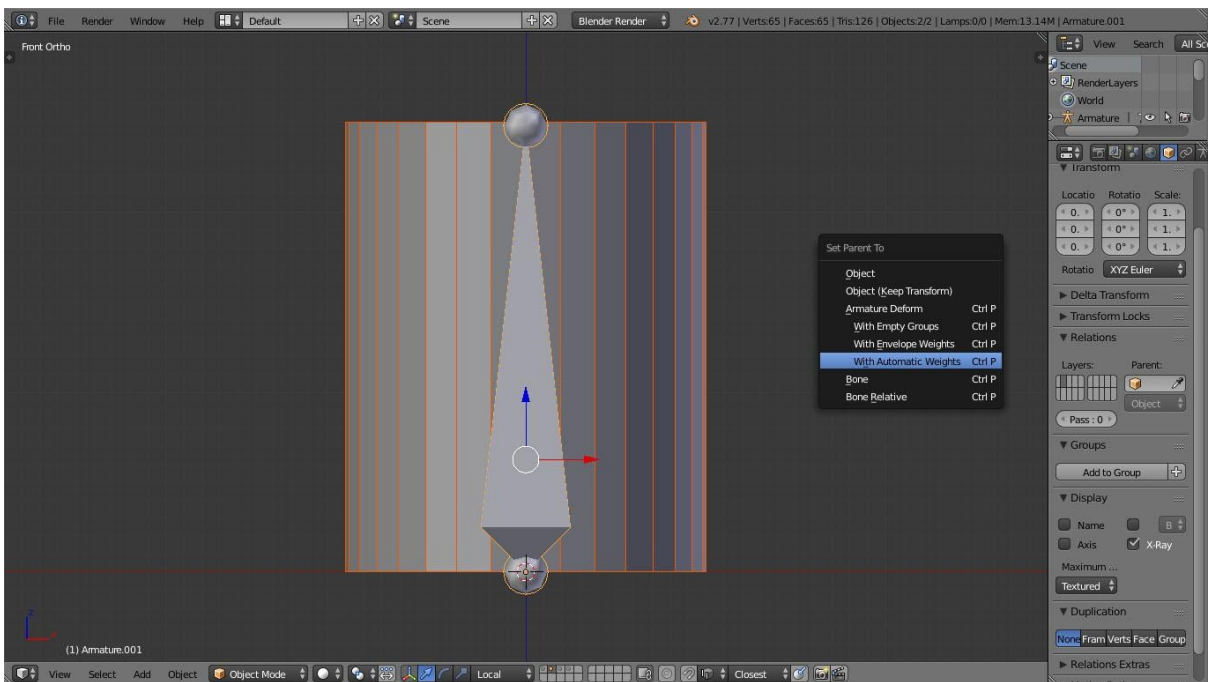 File Render Window Help Default Scene Blender Render v2.77 | Verts:65 | Faces:65 | Tris:126 | Objects:2/2 | Lamps:0/0 | Mem:13.14M | Armature.001
Front Ortho
View Search All Sc
Scene
RenderLayers
World
Armature
Transform
Locatio Rotatio Scale:
0. 0° 1.
0. 0° 1.
0. 0° 1.
Rotatio XYZ Euler
Delta Transform
Transform Locks
Relations
Layers: Parent:
Object
Pass : 0
Groups
Add to Group
Display
Name B
Axis X-Ray
Maximum ...
Textured
Duplication
None Fram Verts Face Group
Relations Extras
Set Parent To
Object
Object (Keep Transform)
Armature Deform Ctrl P
With Empty Groups Ctrl P
With Envelope Weights Ctrl P
With Automatic Weights Ctrl P
Bone Ctrl P
Bone Relative Ctrl P
z
(1) Armature.001
View Select Add Object Object Mode Local Closest